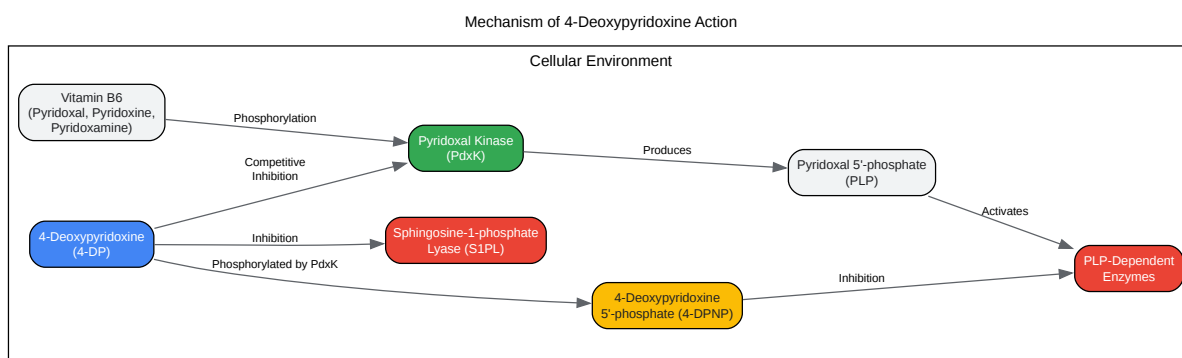 Mechanism of 4-Deoxypyridoxine Action
Cellular Environment
Vitamin B6
(Pyridoxal, Pyridoxine,
Pyridoxamine)
Phosphorylation
Pyridoxal Kinase
(PdxK)
Competitive
Inhibition
Produces
Pyridoxal 5'-phosphate
(PLP)
Activates
4-Deoxypyridoxine
(4-DP)
Inhibition
Sphingosine-1-phosphate
Lyase (S1PL)
Phosphorylated by PdxK
4-Deoxypyridoxine
5'-phosphate (4-DPNP)
Inhibition
PLP-Dependent
Enzymes